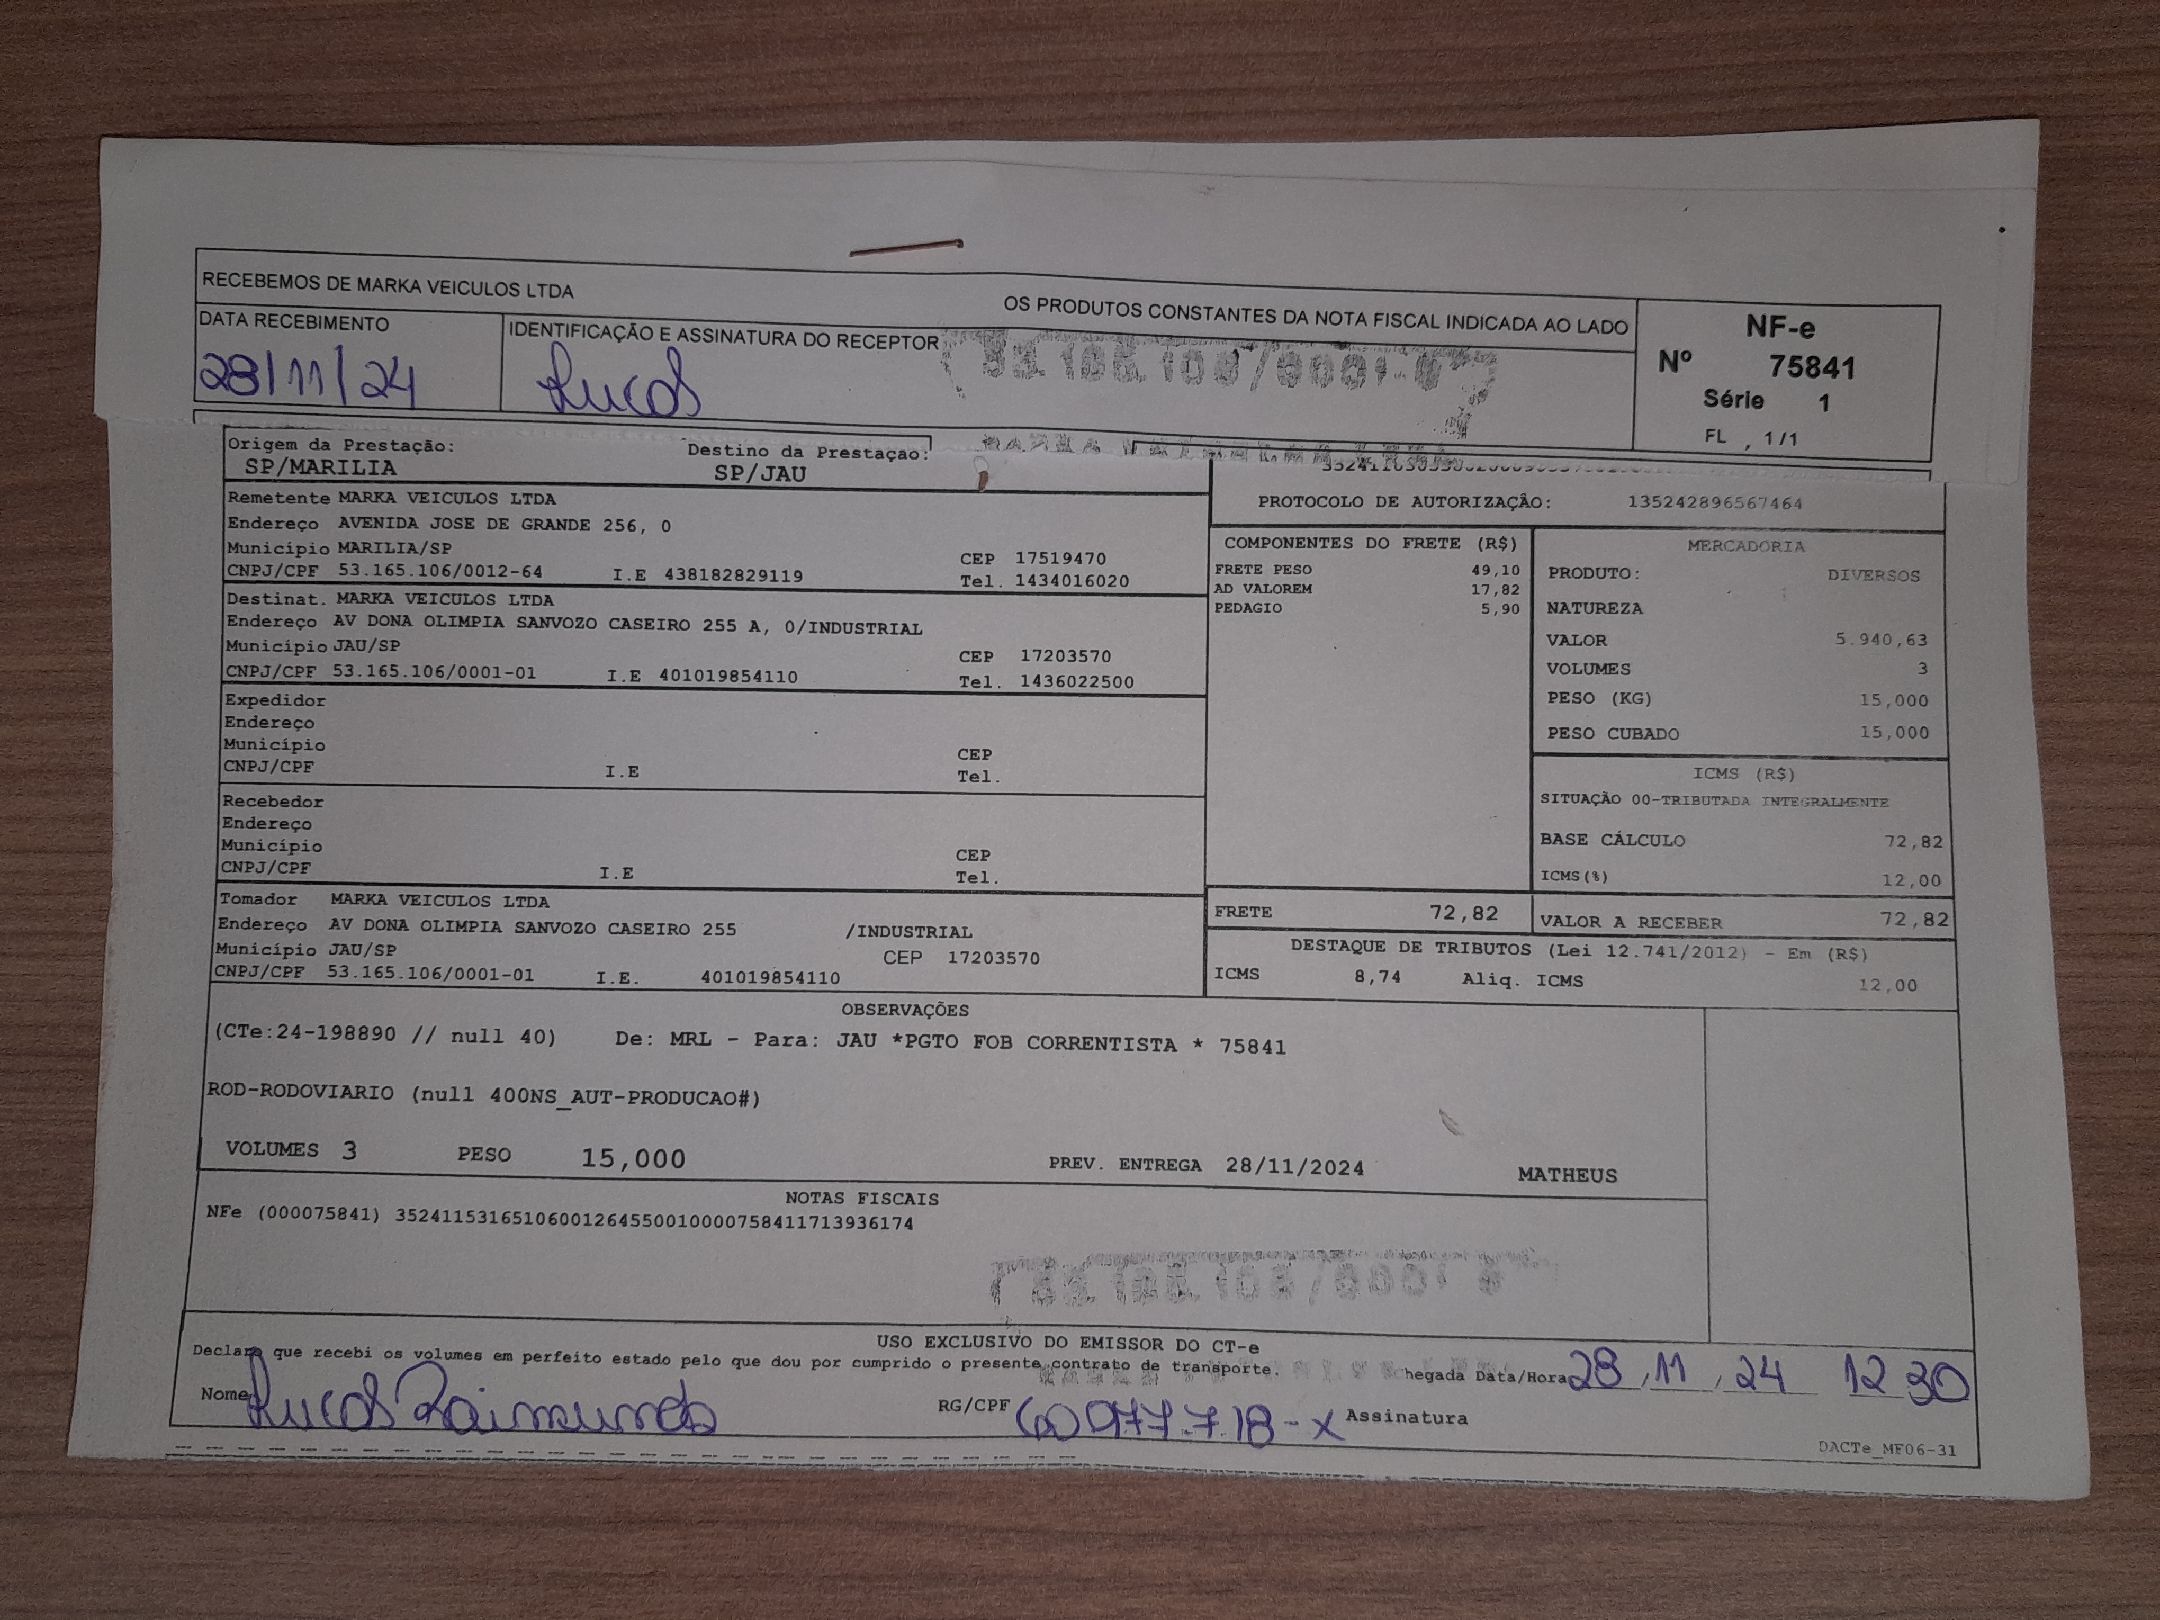 RECEBEMOS DE MARKA VEICULOS LTDA OS PRODUTOS CONSTANTES DA NOTA FISCAL INDICADA AO LADO
DATA RECEBIMENTO
28/11/24
IDENTIFICAÇÃO E ASSINATURA DO RECEPTOR
Lucas
NF-e
Nº 75841
Série 1
FL , 1/1
Origem da Prestação: Destino da Prestação:
SP/MARILIA SP/JAU
Remetente MARKA VEICULOS LTDA
Endereço AVENIDA JOSE DE GRANDE 256, 0
Município MARILIA/SP CEP 17519470
CNPJ/CPF 53.165.106/0012-64 I.E 438182829119 Tel. 1434016020
Destinat. MARKA VEICULOS LTDA
Endereço AV DONA OLIMPIA SANVOZO CASEIRO 255 A, 0/INDUSTRIAL
Município JAU/SP CEP 17203570
CNPJ/CPF 53.165.106/0001-01 I.E 401019854110 Tel. 1436022500
Expedidor
Endereço
Município CEP
CNPJ/CPF I.E Tel.
Recebedor
Endereço
Município CEP
CNPJ/CPF I.E Tel.
Tomador MARKA VEICULOS LTDA
Endereço AV DONA OLIMPIA SANVOZO CASEIRO 255 /INDUSTRIAL
Município JAU/SP CEP 17203570
CNPJ/CPF 53.165.106/0001-01 I.E. 401019854110
PROTOCOLO DE AUTORIZAÇÃO: 135242896567464
COMPONENTES DO FRETE (R$)
FRETE PESO 49,10
AD VALOREM 17,82
PEDAGIO 5,90
MERCADORIA
PRODUTO: DIVERSOS
NATUREZA
VALOR 5.940,63
VOLUMES 3
PESO (KG) 15,000
PESO CUBADO 15,000
ICMS (R$)
SITUAÇÃO 00-TRIBUTADA INTEGRALMENTE
BASE CÁLCULO 72,82
ICMS(%) 12,00
FRETE 72,82
VALOR A RECEBER 72,82
DESTAQUE DE TRIBUTOS (Lei 12.741/2012) - Em (R$)
ICMS 8,74 Aliq. ICMS 12,00
OBSERVAÇÕES
(CTe:24-198890 // null 40) De: MRL - Para: JAU *PGTO FOB CORRENTISTA * 75841
ROD-RODOVIARIO (null 400NS_AUT-PRODUCAO#)
VOLUMES 3 PESO 15,000 PREV. ENTREGA 28/11/2024 MATHEUS
NOTAS FISCAIS
NFe (000075841) 35241153165106001264550010000758411713936174
USO EXCLUSIVO DO EMISSOR DO CT-e
Declaro que recebi os volumes em perfeito estado pelo que dou por cumprido o presente contrato de transporte. hegada Data/Hora 28 11 24 12 30
Nome Lucas Raimundo RG/CPF 60977.718-X Assinatura
DACTe_MF06-31